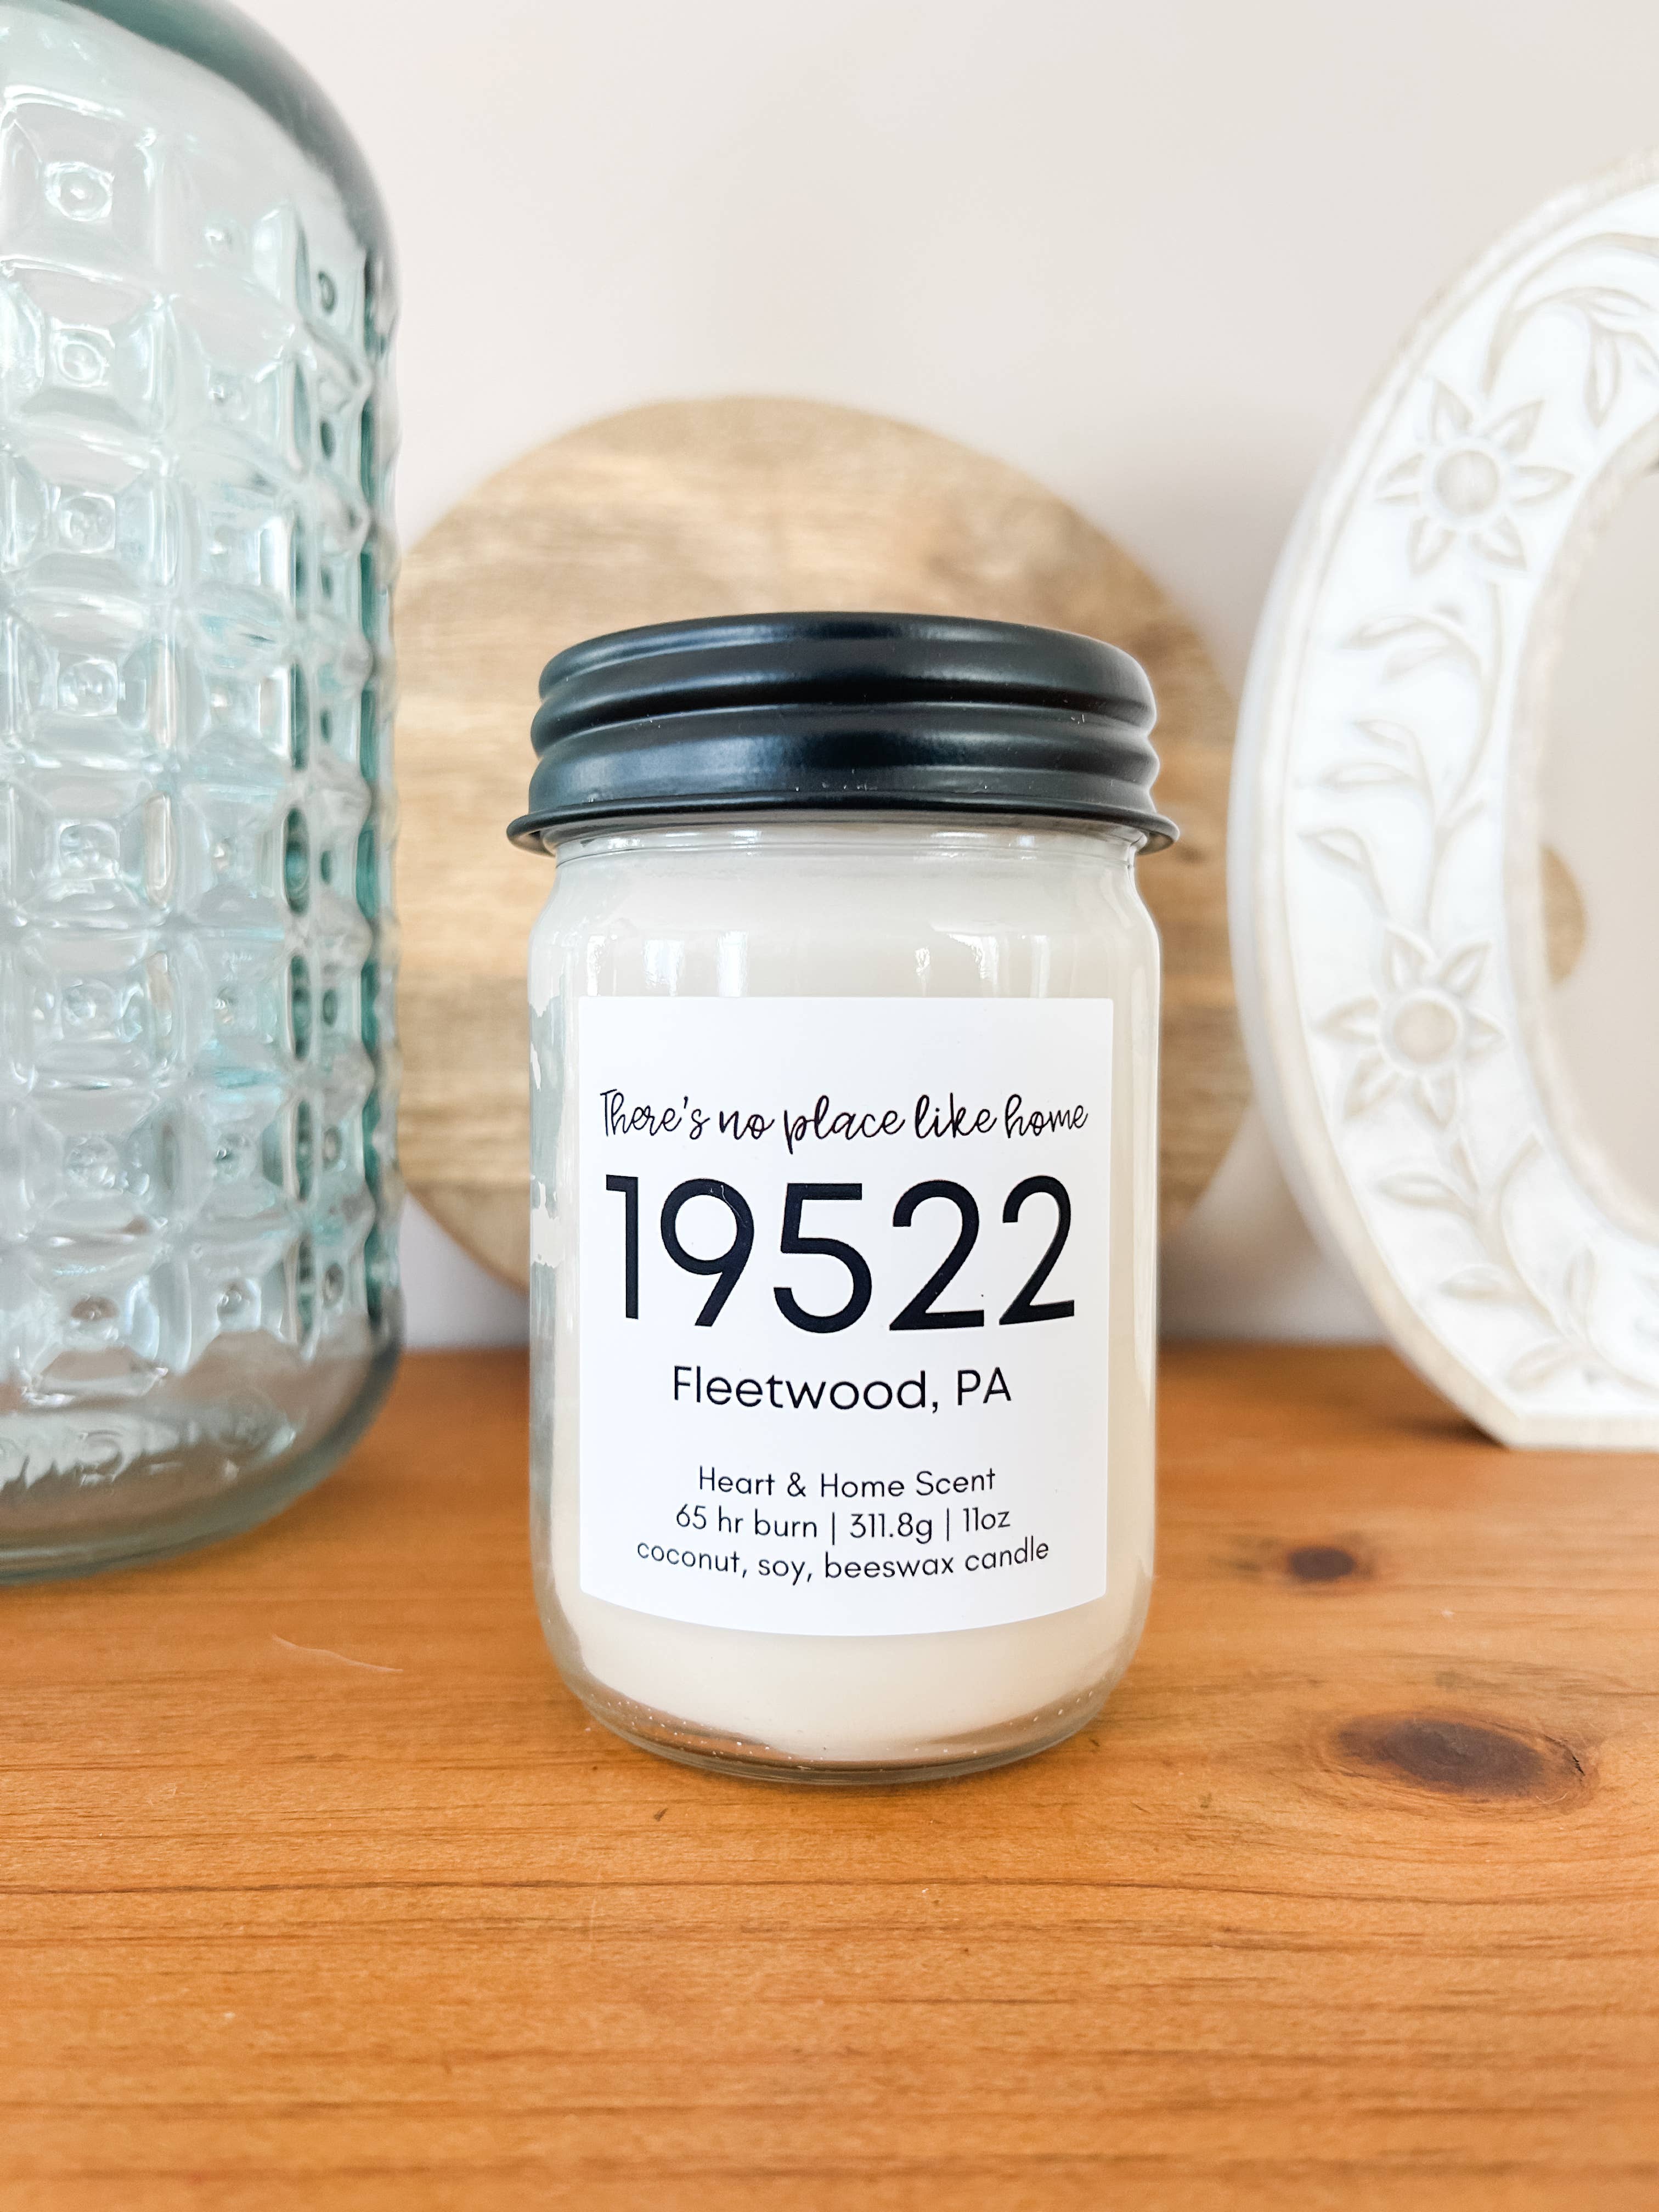 There's no place like home
19522
Fleetwood, PA
Heart & Home Scent
65 hr burn | 311.8g | 11oz
coconut, soy, beeswax candle